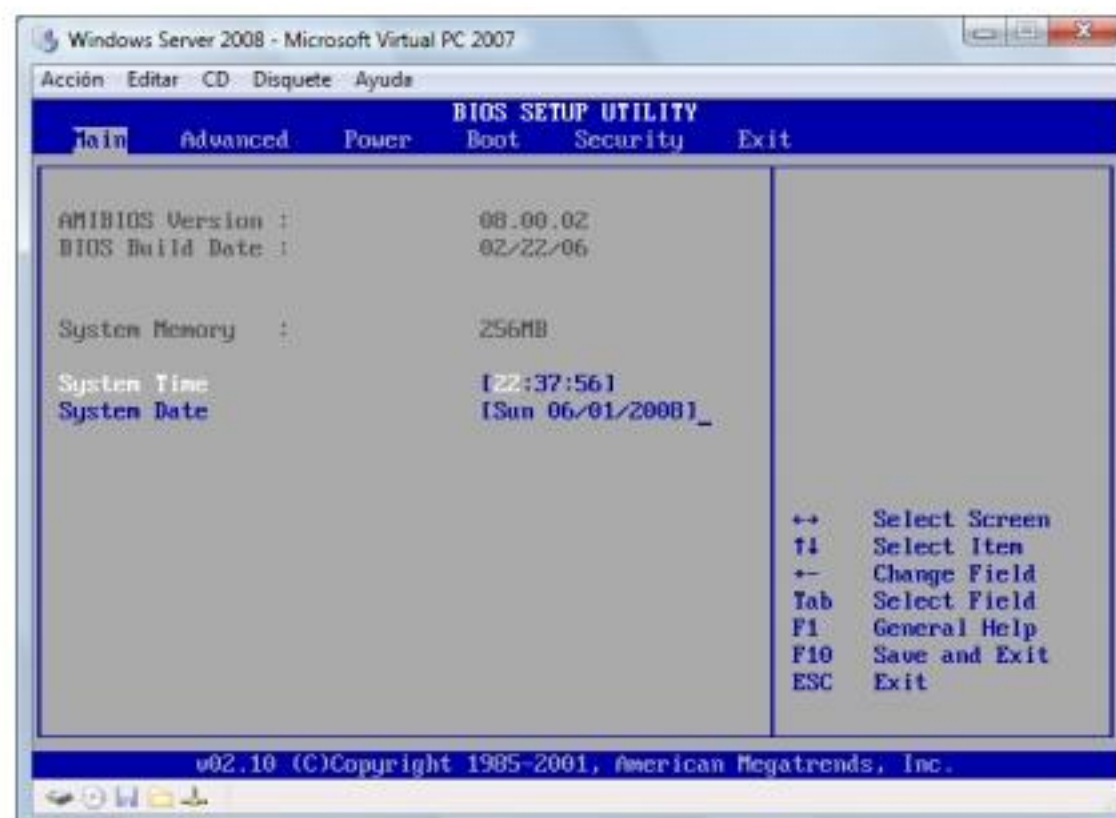 Windows Server 2008 - Microsoft Virtual PC 2007
Acción Editar CD Disquete Ayuda
BIOS SETUP UTILITY
Main Advanced Power Boot Security Exit
AMIBIOS Version : 08.00.02
BIOS Build Date : 02/22/06
System Memory : 256MB
System Time [22:37:56]
System Date [Sun 06/01/2008]_
←→ Select Screen
↑↓ Select Item
+- Change Field
Tab Select Field
F1 General Help
F10 Save and Exit
ESC Exit
v02.10 (C)Copyright 1985-2001, American Megatrends, Inc.